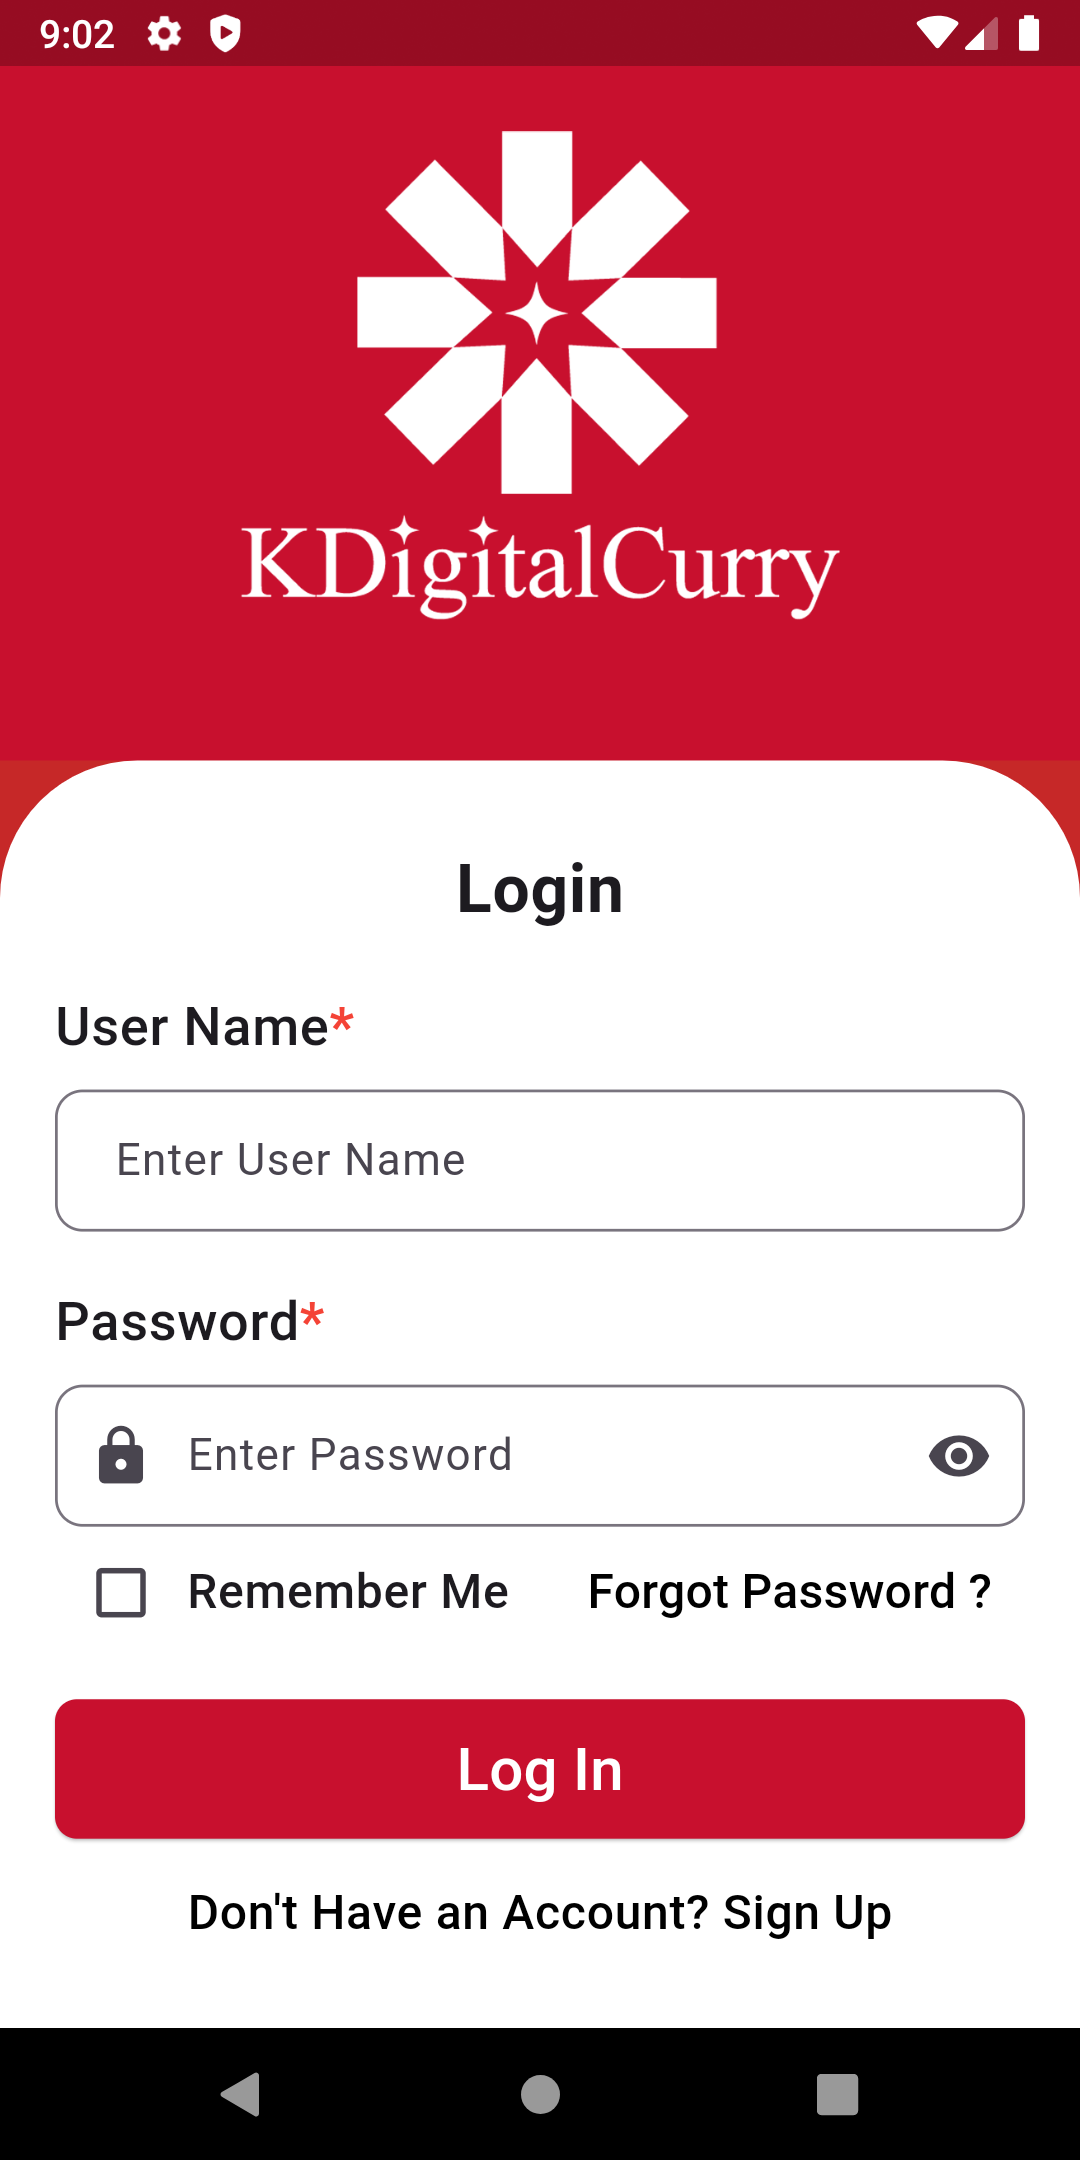 9:02
KDigitalCurry
Login
User Name*
Enter User Name
Password*
Enter Password
Remember Me Forgot Password ?
Log In
Don't Have an Account? Sign Up